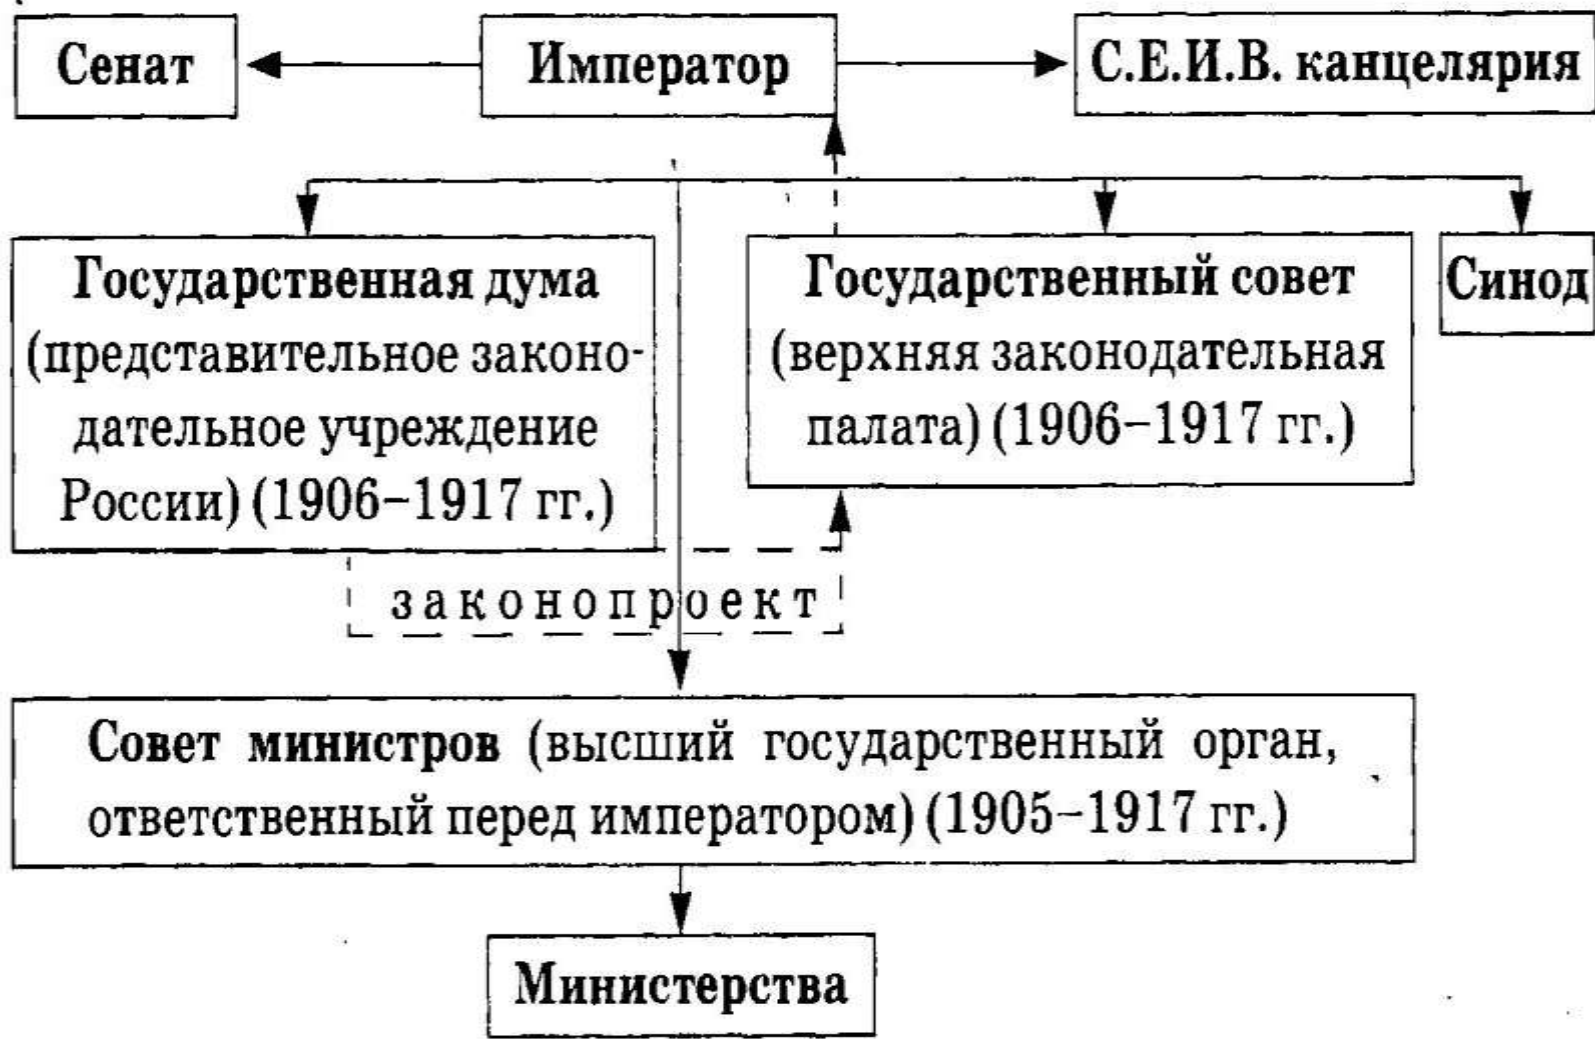 Сенат
Император
С.Е.И.В. канцелярия
Государственная дума
(представительное законо-
дательное учреждение
России) (1906–1917 гг.)
Государственный совет
(верхняя законодательная
палата) (1906–1917 гг.)
Синод
законопроект
Совет министров (высший государственный орган,
ответственный перед императором) (1905–1917 гг.)
Министерства